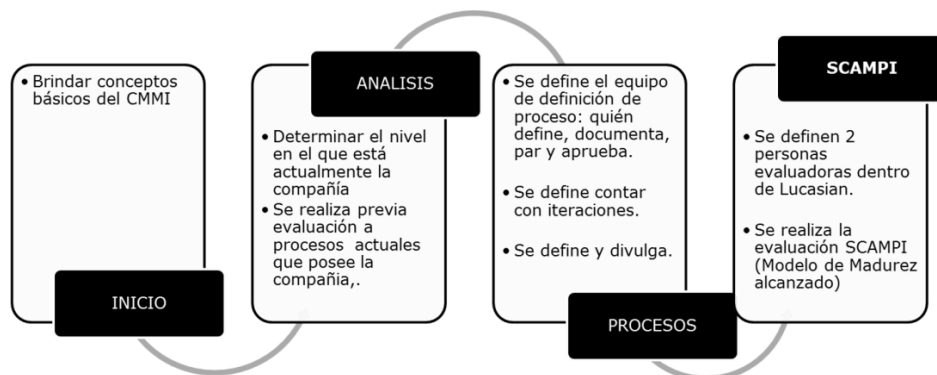 • Brindar conceptos
básicos del CMMI
INICIO
ANALISIS
• Determinar el nivel
en el que está
actualmente la
compañía
• Se realiza previa
evaluación a
procesos actuales
que posee la
compañia,.
• Se define el equipo
de definición de
proceso: quién
define, documenta,
par y aprueba.
• Se define contar
con iteraciones.
• Se define y divulga.
PROCESOS
SCAMPI
• Se definen 2
personas
evaluadoras dentro
de Lucasian.
• Se realiza la
evaluación SCAMPI
(Modelo de Madurez
alcanzado)